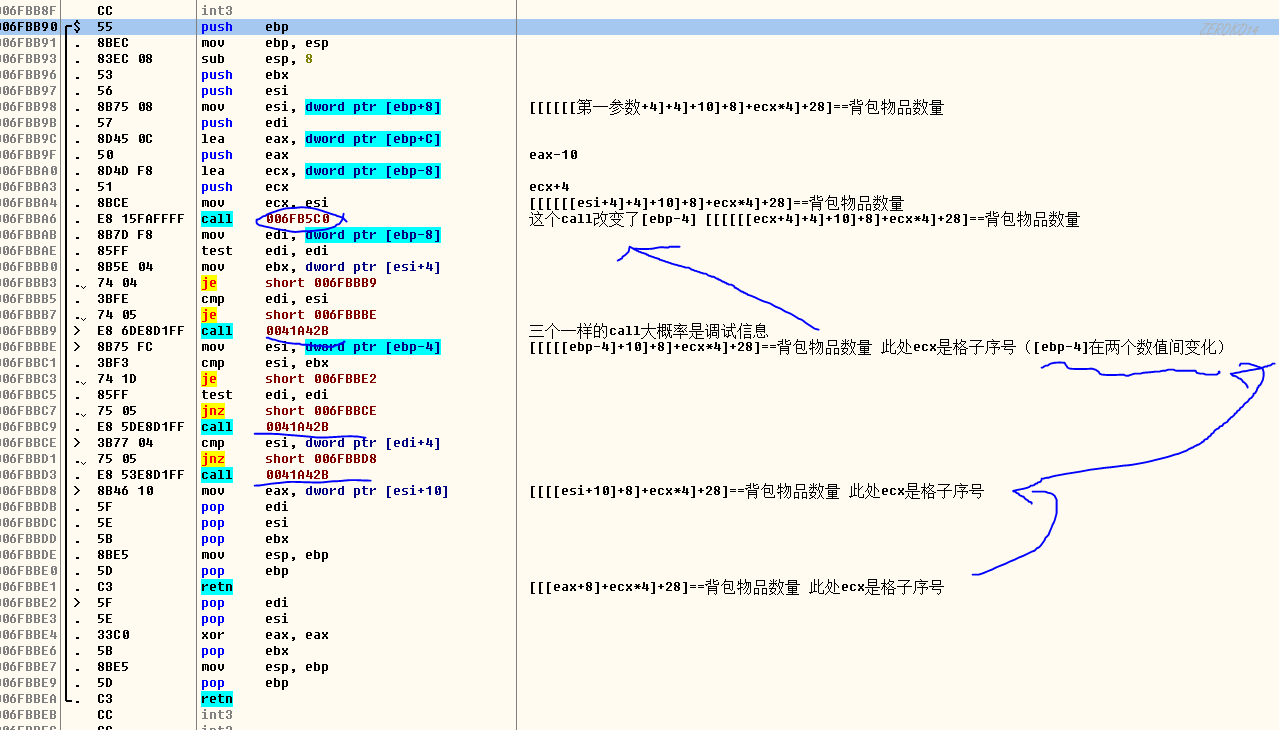 006FBB8F CC int3
006FBB90 $ 55 push ebp
006FBB91 . 8BEC mov ebp, esp
006FBB93 . 83EC 08 sub esp, 8
006FBB96 . 53 push ebx
006FBB97 . 56 push esi
006FBB98 . 8B75 08 mov esi, dword ptr [ebp+8] [[[[[[第一参数+4]+4]+10]+8]+ecx*4]+28]==背包物品数量
006FBB9B . 57 push edi
006FBB9C . 8D45 0C lea eax, dword ptr [ebp+C]
006FBB9F . 50 push eax eax-10
006FBBA0 . 8D4D F8 lea ecx, dword ptr [ebp-8]
006FBBA3 . 51 push ecx ecx+4
006FBBA4 . 8BCE mov ecx, esi [[[[[[esi+4]+4]+10]+8]+ecx*4]+28]==背包物品数量
006FBBA6 . E8 15FAFFFF call 006FB5C0 这个call改变了[ebp-4] [[[[[[ecx+4]+4]+10]+8]+ecx*4]+28]==背包物品数量
006FBBAB . 8B7D F8 mov edi, dword ptr [ebp-8]
006FBBAE . 85FF test edi, edi
006FBBB0 . 8B5E 04 mov ebx, dword ptr [esi+4]
006FBBB3 . 74 04 je short 006FBBB9
006FBBB5 . 3BFE cmp edi, esi
006FBBB7 . 74 05 je short 006FBBBE
006FBBB9 > E8 6DE8D1FF call 0041A42B 三个一样的call大概率是调试信息
006FBBBE > 8B75 FC mov esi, dword ptr [ebp-4] [[[[[ebp-4]+10]+8]+ecx*4]+28]==背包物品数量 此处ecx是格子序号（[ebp-4]在两个数值间变化）
006FBBC1 . 3BF3 cmp esi, ebx
006FBBC3 . 74 1D je short 006FBBE2
006FBBC5 . 85FF test edi, edi
006FBBC7 . 75 05 jnz short 006FBBCE
006FBBC9 . E8 5DE8D1FF call 0041A42B
006FBBCE > 3B77 04 cmp esi, dword ptr [edi+4]
006FBBD1 . 75 05 jnz short 006FBBD8
006FBBD3 . E8 53E8D1FF call 0041A42B
006FBBD8 > 8B46 10 mov eax, dword ptr [esi+10] [[[[esi+10]+8]+ecx*4]+28]==背包物品数量 此处ecx是格子序号
006FBBDB . 5F pop edi
006FBBDC . 5E pop esi
006FBBDD . 5B pop ebx
006FBBDE . 8BE5 mov esp, ebp
006FBBE0 . 5D pop ebp
006FBBE1 . C3 retn [[[eax+8]+ecx*4]+28]==背包物品数量 此处ecx是格子序号
006FBBE2 > 5F pop edi
006FBBE3 . 5E pop esi
006FBBE4 . 33C0 xor eax, eax
006FBBE6 . 5B pop ebx
006FBBE7 . 8BE5 mov esp, ebp
006FBBE9 . 5D pop ebp
006FBBEA . C3 retn
006FBBEB CC int3